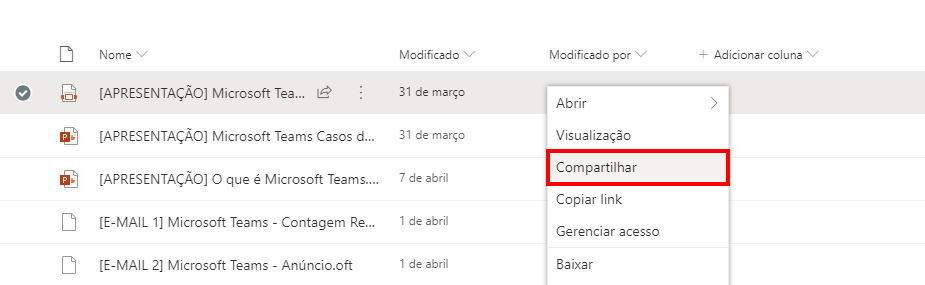 Nome Modificado Modificado por + Adicionar coluna
[APRESENTAÇÃO] Microsoft Tea... 31 de março
Abrir
[APRESENTAÇÃO] Microsoft Teams Casos d... 31 de março
Visualização
Compartilhar
[APRESENTAÇÃO] O que é Microsoft Teams.... 7 de abril
Copiar link
[E-MAIL 1] Microsoft Teams - Contagem Re... 1 de abril
Gerenciar acesso
[E-MAIL 2] Microsoft Teams - Anúncio.oft 1 de abril
Baixar